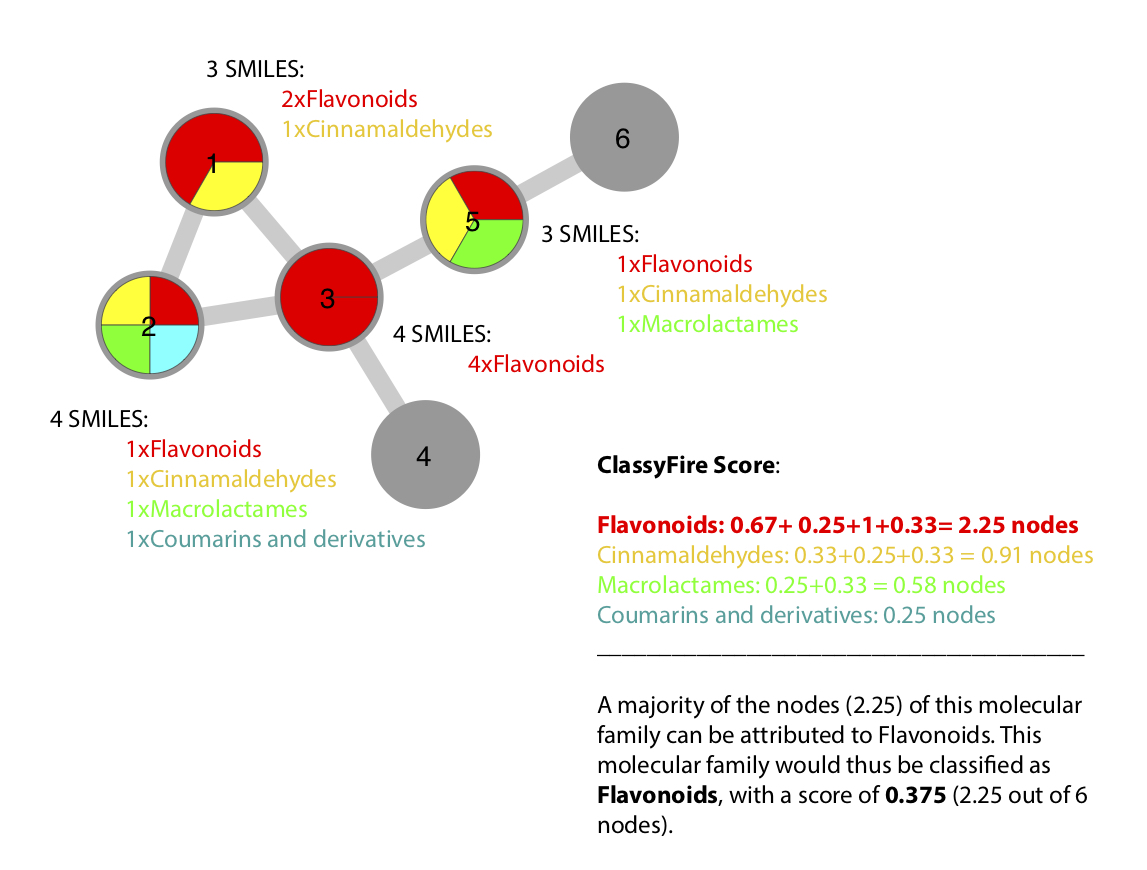 3 SMILES:
2xFlavonoids
1xCinnamaldehydes
1
6
5
3 SMILES:
1xFlavonoids
1xCinnamaldehydes
1xMacrolactames
3
2
4 SMILES:
4xFlavonoids
4 SMILES:
1xFlavonoids
1xCinnamaldehydes
1xMacrolactames
1xCoumarins and derivatives
4
ClassyFire Score:
Flavonoids: 0.67+ 0.25+1+0.33= 2.25 nodes
Cinnamaldehydes: 0.33+0.25+0.33 = 0.91 nodes
Macrolactames: 0.25+0.33 = 0.58 nodes
Coumarins and derivatives: 0.25 nodes
A majority of the nodes (2.25) of this molecular
family can be attributed to Flavonoids. This
molecular family would thus be classified as
Flavonoids, with a score of 0.375 (2.25 out of 6
nodes).